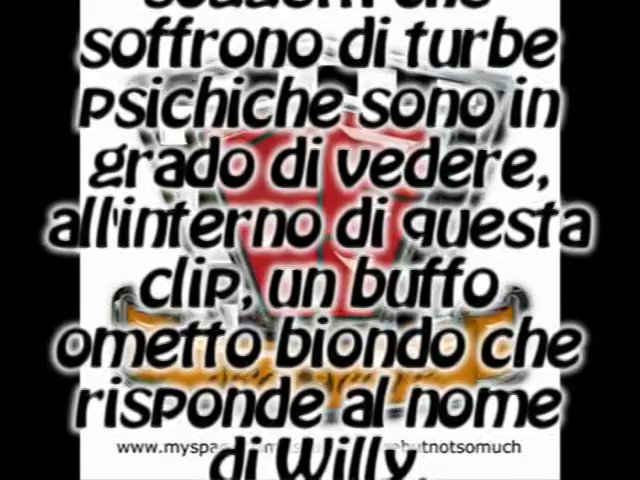 che
soffrono di turbe
psichiche sono in
grado di vedere,
all'interno di questa
clip, un buffo
ometto biondo che
risponde al nome
di Willy.